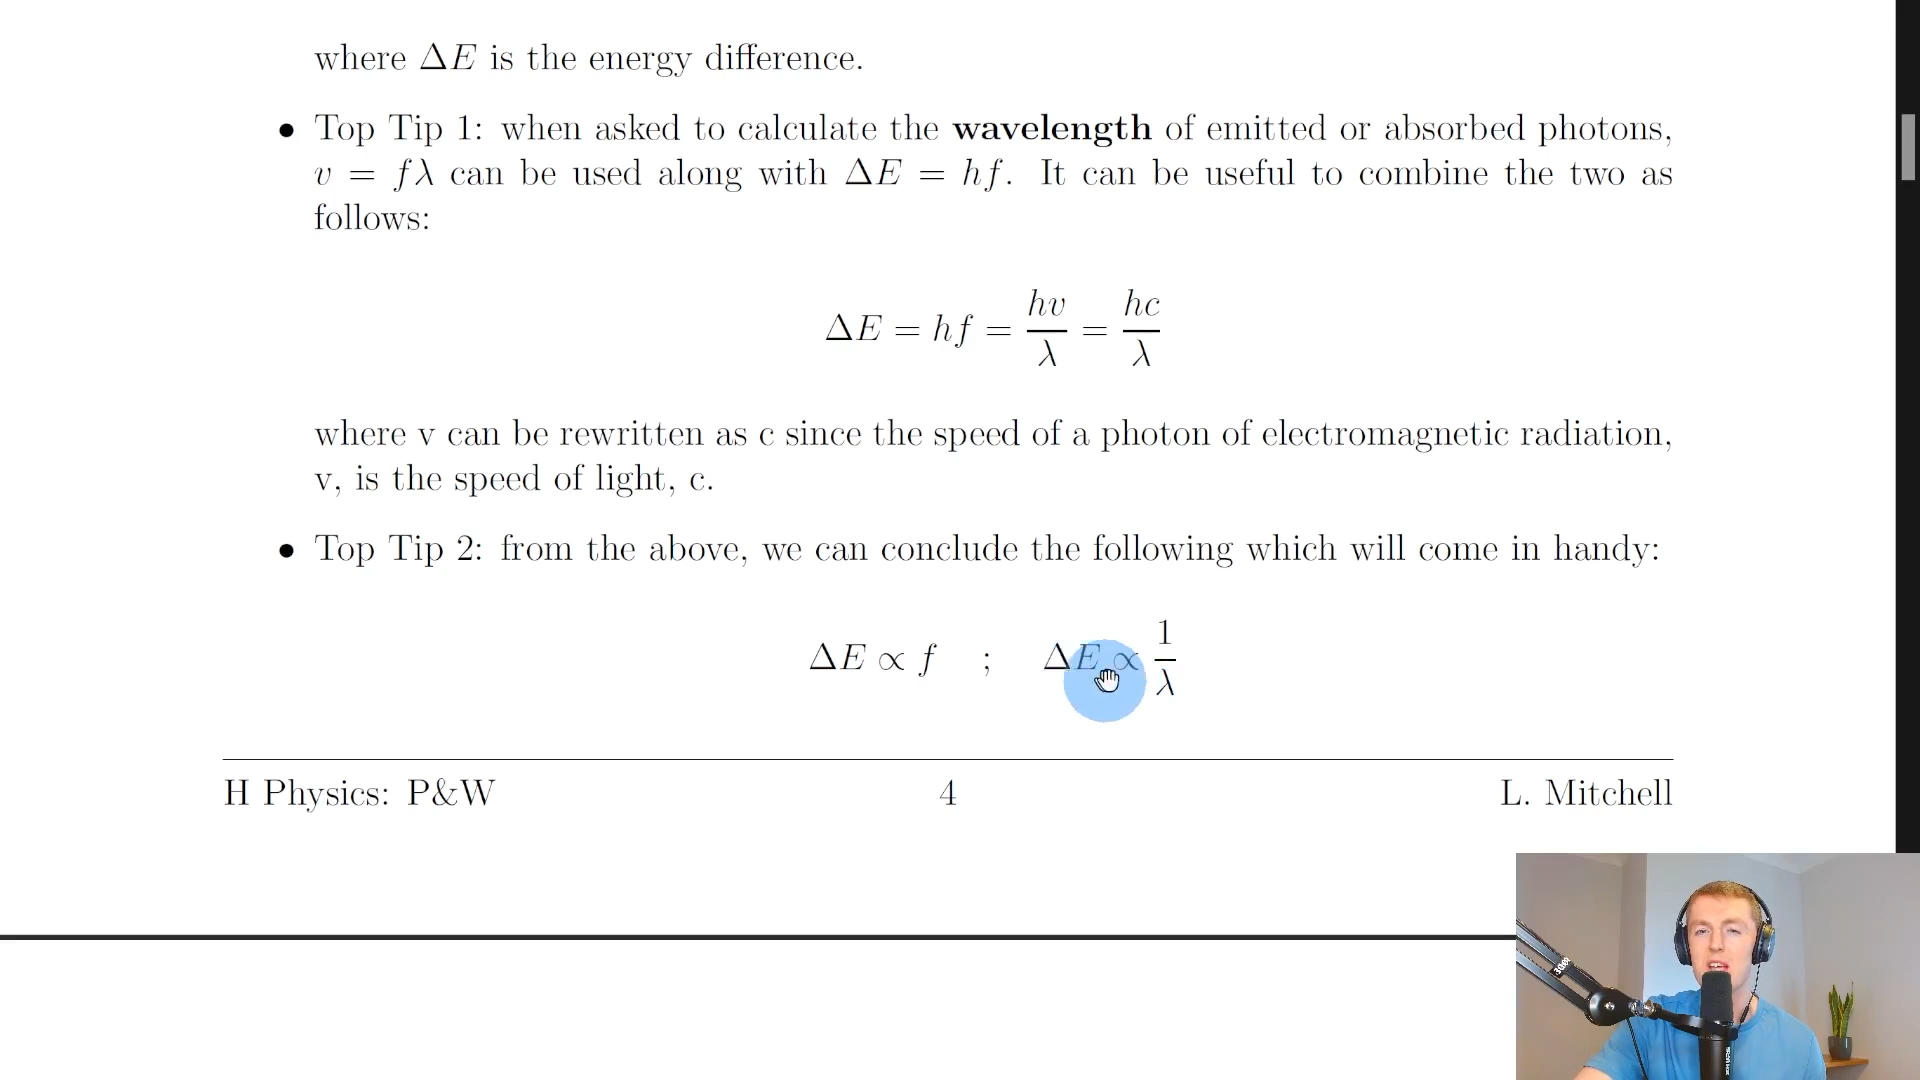 where ΔE is the energy difference.
• Top Tip 1: when asked to calculate the wavelength of emitted or absorbed photons,
v = fλ can be used along with ΔE = hf. It can be useful to combine the two as
follows:
ΔE = hf = hv/λ = hc/λ
where v can be rewritten as c since the speed of a photon of electromagnetic radiation,
v, is the speed of light, c.
• Top Tip 2: from the above, we can conclude the following which will come in handy:
ΔE ∝ f ; ΔE ∝ 1/λ
H Physics: P&W 4 L. Mitchell